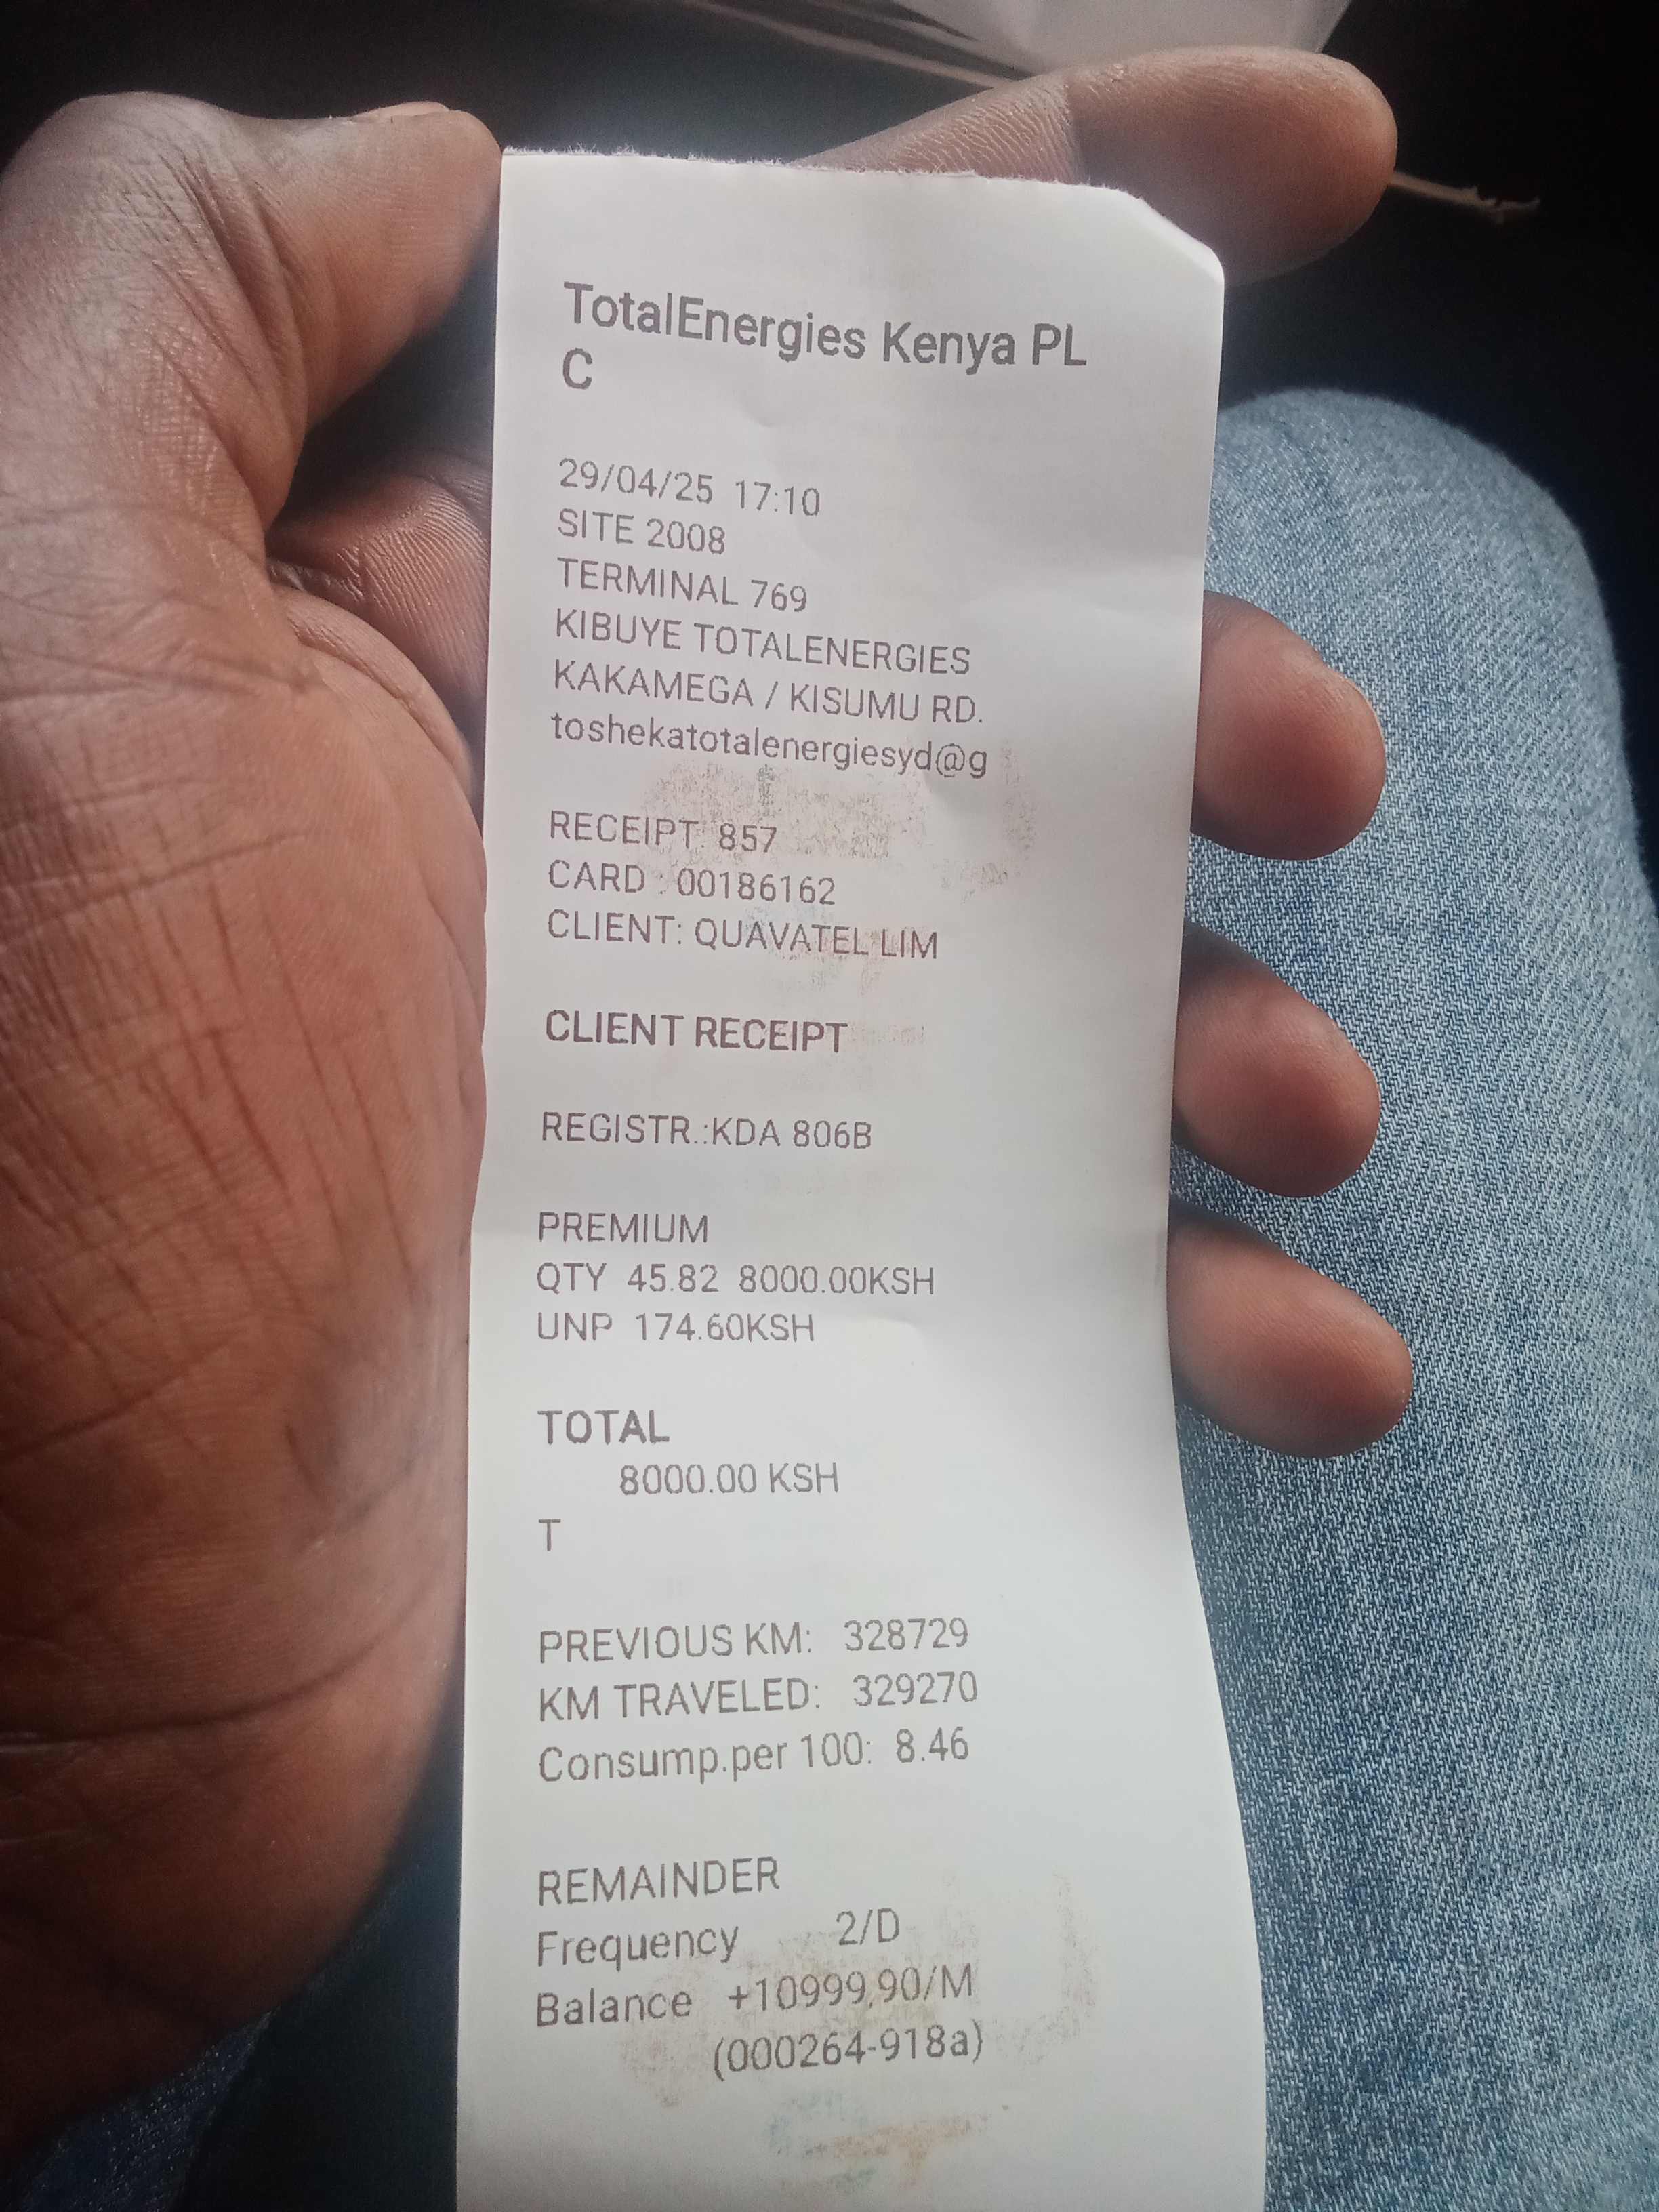 TotalEnergies Kenya PL
C
29/04/25 17:10
SITE 2008
TERMINAL 769
KIBUYE TOTALENERGIES
KAKAMEGA / KISUMU RD.
toshekatotalenergiesyd@g
RECEIPT: 857
CARD : 00186162
CLIENT: QUAVATEL LIM
CLIENT RECEIPT
REGISTR.:KDA 806B
PREMIUM
QTY 45.82 8000.00KSH
UNP 174.60KSH
TOTAL
8000.00 KSH
T
PREVIOUS KM: 328729
KM TRAVELED: 329270
Consump.per 100: 8.46
REMAINDER
Frequency 2/D
Balance +10999,90/M
(000264-918a)